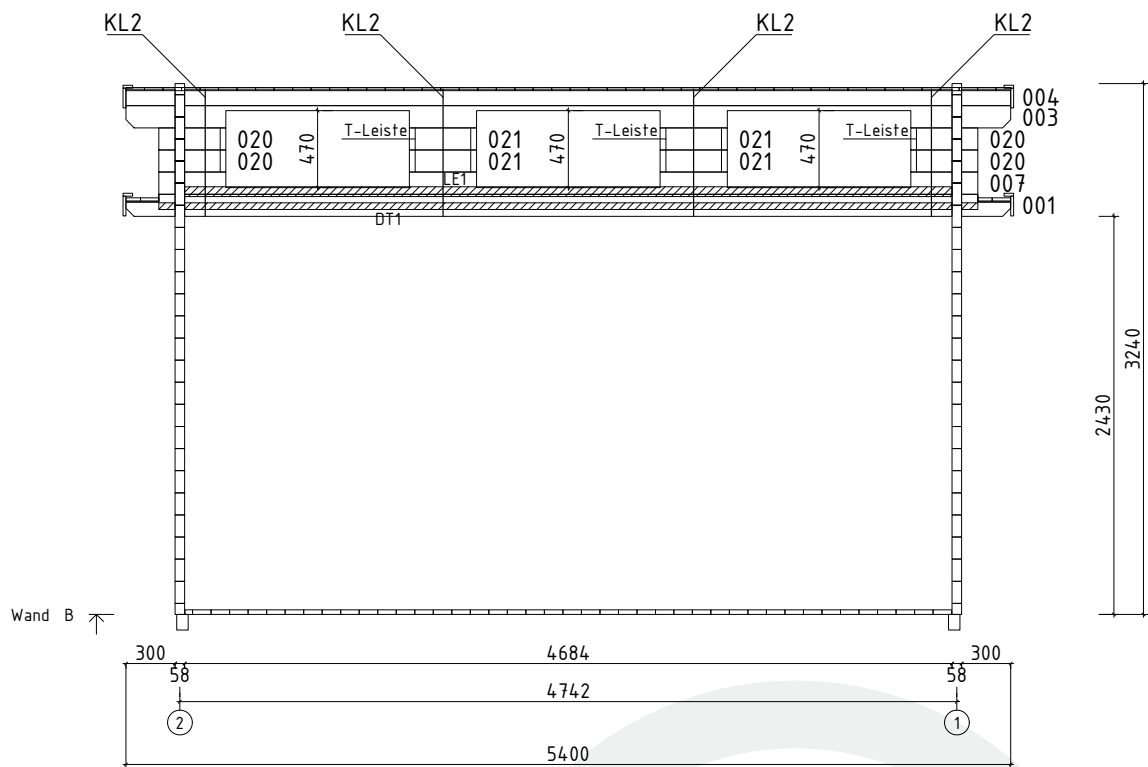 KL2 KL2 KL2 KL2
004
003
T-Leiste T-Leiste T-Leiste
020 470 021 470 021 470 020
020 021 021 020
LE1 007
001
DT1
2430
3240
Wand B
300 4684 300
58 58
4742
2 1
5400